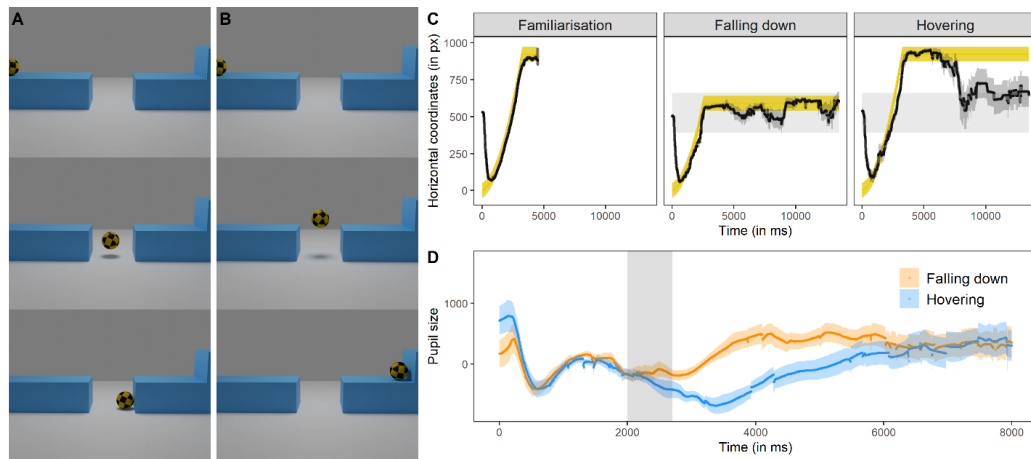 A
B
C
Familiarisation
Falling down
Hovering
Horizontal coordinates (in px)
1000
750
500
250
0
0 5000 10000
0 5000 10000
0 5000 10000
Time (in ms)
D
Falling down
Hovering
Pupil size
1000
0
0 2000 4000 6000 8000
Time (in ms)